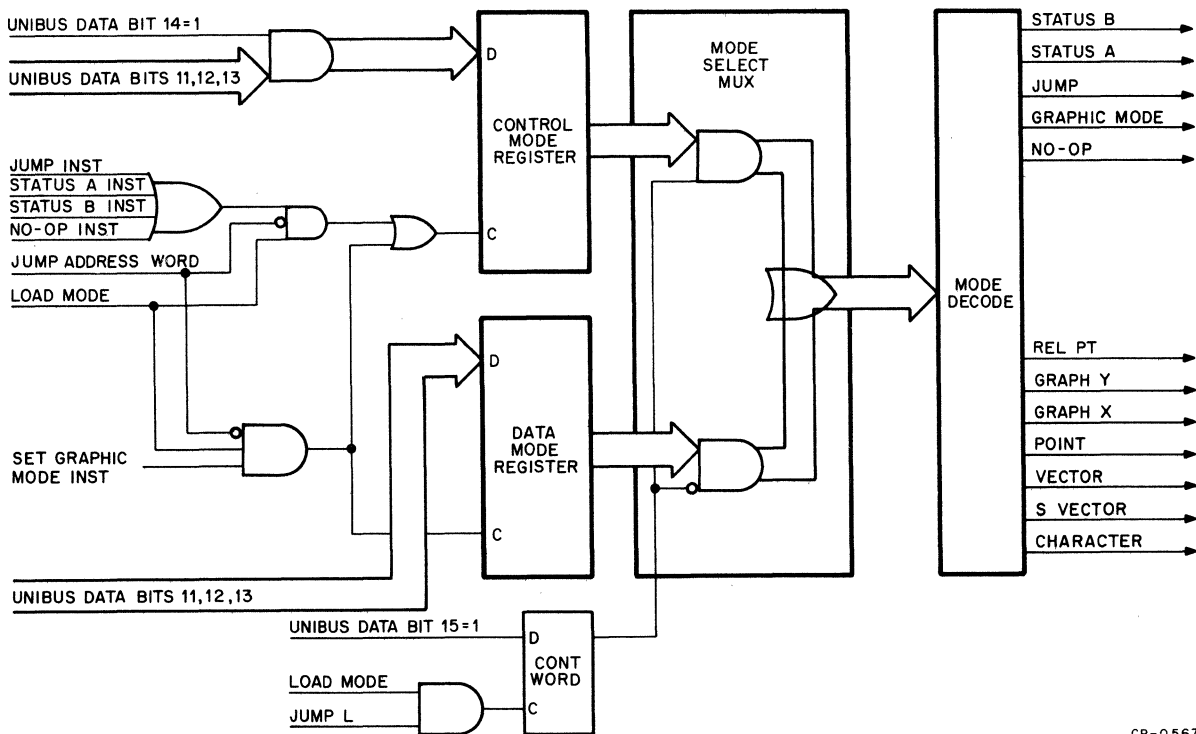 UNIBUS DATA BIT 14=1
UNIBUS DATA BITS 11,12,13
D
CONTROL
MODE
REGISTER
C
MODE
SELECT
MUX
MODE
DECODE
STATUS B
STATUS A
JUMP
GRAPHIC MODE
NO-OP
JUMP INST
STATUS A INST
STATUS B INST
NO-OP INST
JUMP ADDRESS WORD
LOAD MODE
D
DATA
MODE
REGISTER
C
SET GRAPHIC
MODE INST
UNIBUS DATA BITS 11,12,13
REL PT
GRAPH Y
GRAPH X
POINT
VECTOR
S VECTOR
CHARACTER
UNIBUS DATA BIT 15=1
D
CONT
WORD
C
LOAD MODE
JUMP L
CP-0567